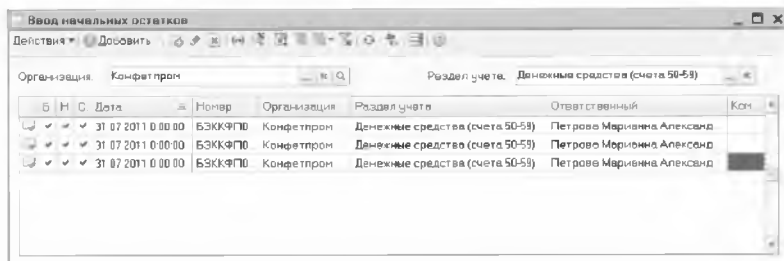 Ввод начальных остатков
Действия Добавить
Организация: Конфетпром Раздел учета: Денежные средства (счета 50-59)
Б Н С Дата Номер Организация Раздел учета Ответственный Ком
31.07.2011 0:00:00 БЭККФП0 Конфетпром Денежные средства (счета 50-59) Петрова Марианна Александ
31.07.2011 0:00:00 БЭККФП0 Конфетпром Денежные средства (счета 50-59) Петрова Марианна Александ
31.07.2011 0:00:00 БЭККФП0 Конфетпром Денежные средства (счета 50-59) Петрова Марианна Александ